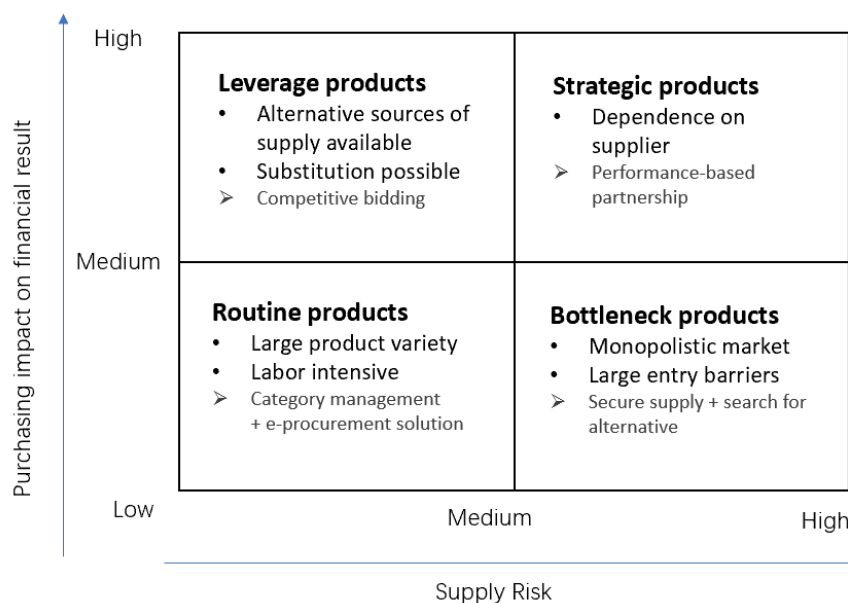 High
Leverage products
• Alternative sources of
supply available
• Substitution possible
➢ Competitive bidding
Strategic products
• Dependence on
supplier
➢ Performance-based
partnership
Purchasing impact on financial result
Medium
Routine products
• Large product variety
• Labor intensive
➢ Category management
+ e-procurement solution
Bottleneck products
• Monopolistic market
• Large entry barriers
➢ Secure supply + search for
alternative
Low
Medium
High
Supply Risk